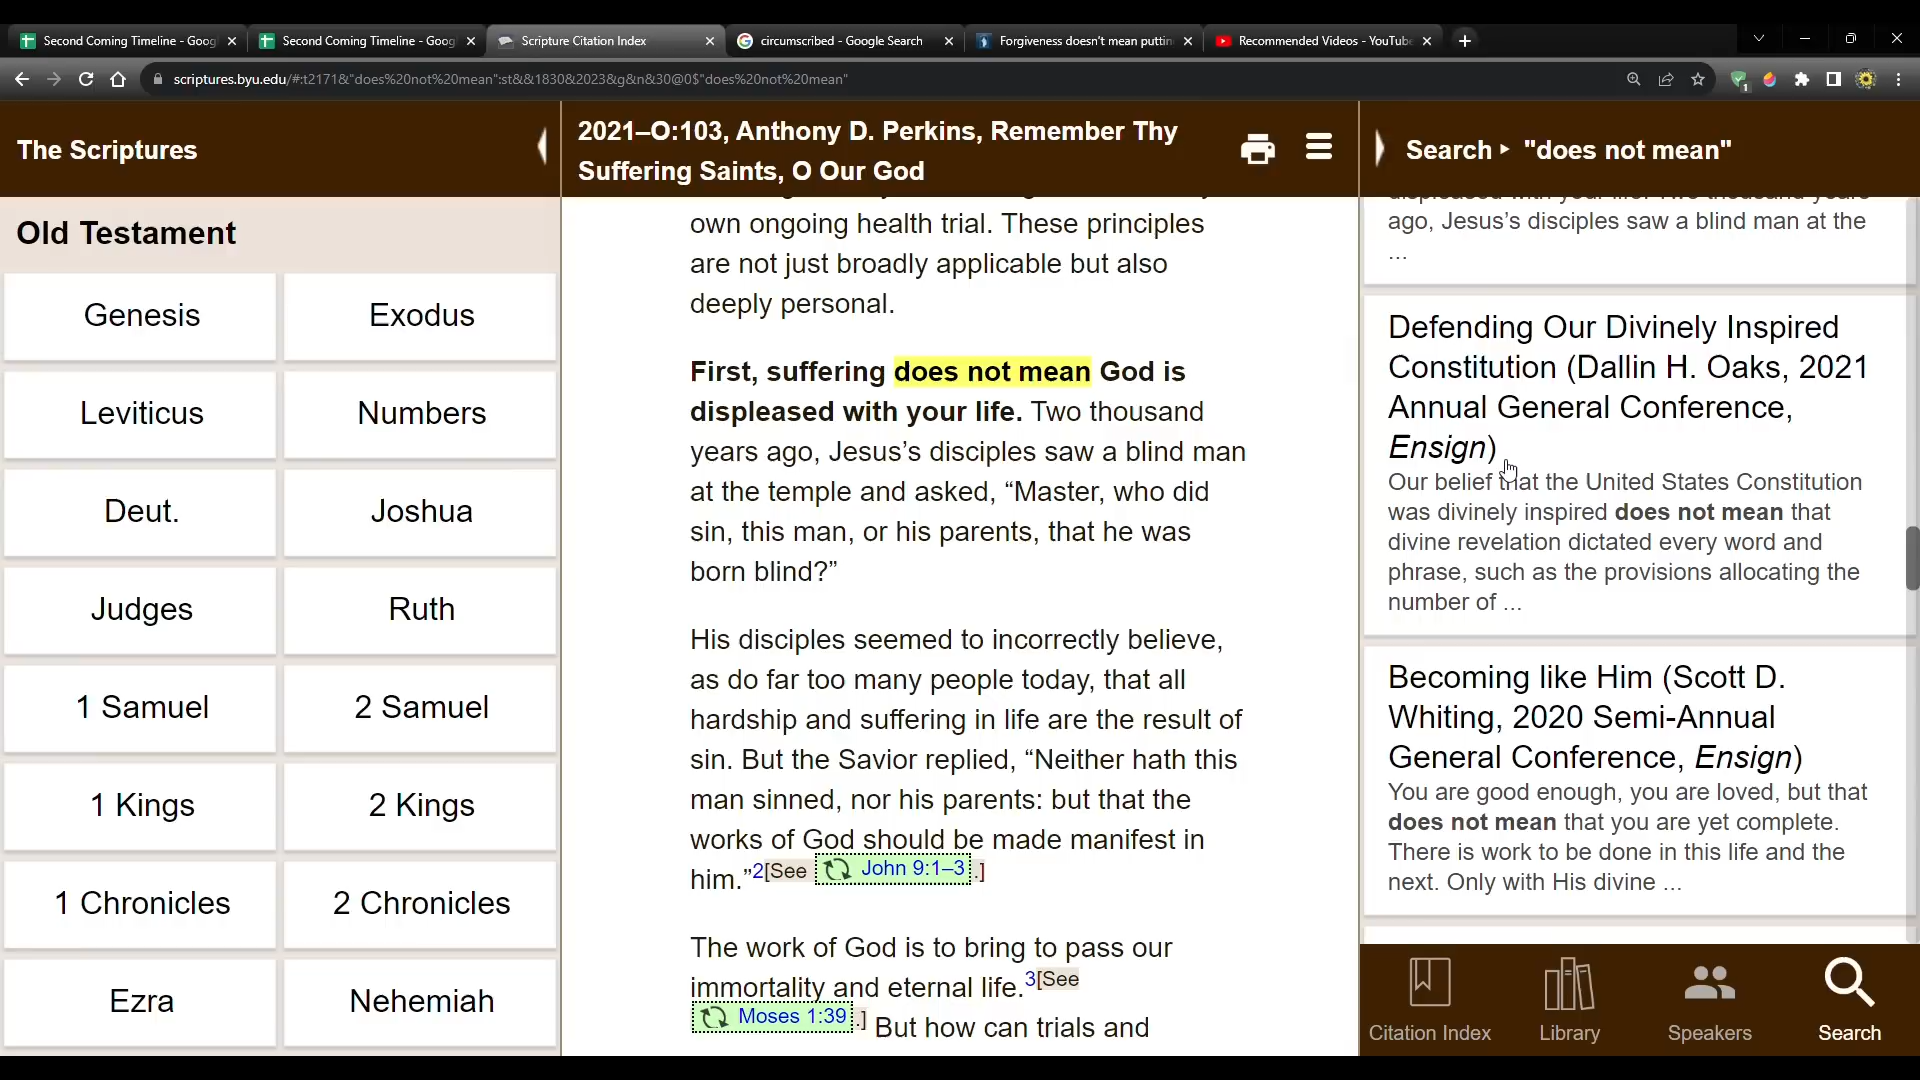 Second Coming Timeline - Goog
Second Coming Timeline - Goog
Scripture Citation Index
circumscribed - Google Search
Forgiveness doesn't mean puttin
Recommended Videos - YouTub
scriptures.byu.edu/#:t2171&"does%20not%20mean":st&&1830&2023&g&n&30@0$"does%20not%20mean"
1
The Scriptures
Old Testament
Genesis
Exodus
Leviticus
Numbers
Deut.
Joshua
Judges
Ruth
1 Samuel
2 Samuel
1 Kings
2 Kings
1 Chronicles
2 Chronicles
Ezra
Nehemiah
2021–O:103, Anthony D. Perkins, Remember Thy
Suffering Saints, O Our God
own ongoing health trial. These principles
are not just broadly applicable but also
deeply personal.
First, suffering does not mean God is
displeased with your life. Two thousand
years ago, Jesus’s disciples saw a blind man
at the temple and asked, “Master, who did
sin, this man, or his parents, that he was
born blind?”
His disciples seemed to incorrectly believe,
as do far too many people today, that all
hardship and suffering in life are the result of
sin. But the Savior replied, “Neither hath this
man sinned, nor his parents: but that the
works of God should be made manifest in
him.”2[See John 9:1–3.]
The work of God is to bring to pass our
immortality and eternal life.3[See
Moses 1:39.] But how can trials and
Search ▸ "does not mean"
ago, Jesus’s disciples saw a blind man at the
...
Defending Our Divinely Inspired
Constitution (Dallin H. Oaks, 2021
Annual General Conference,
Ensign)
Our belief that the United States Constitution
was divinely inspired does not mean that
divine revelation dictated every word and
phrase, such as the provisions allocating the
number of ...
Becoming like Him (Scott D.
Whiting, 2020 Semi-Annual
General Conference, Ensign)
You are good enough, you are loved, but that
does not mean that you are yet complete.
There is work to be done in this life and the
next. Only with His divine ...
Citation Index
Library
Speakers
Search